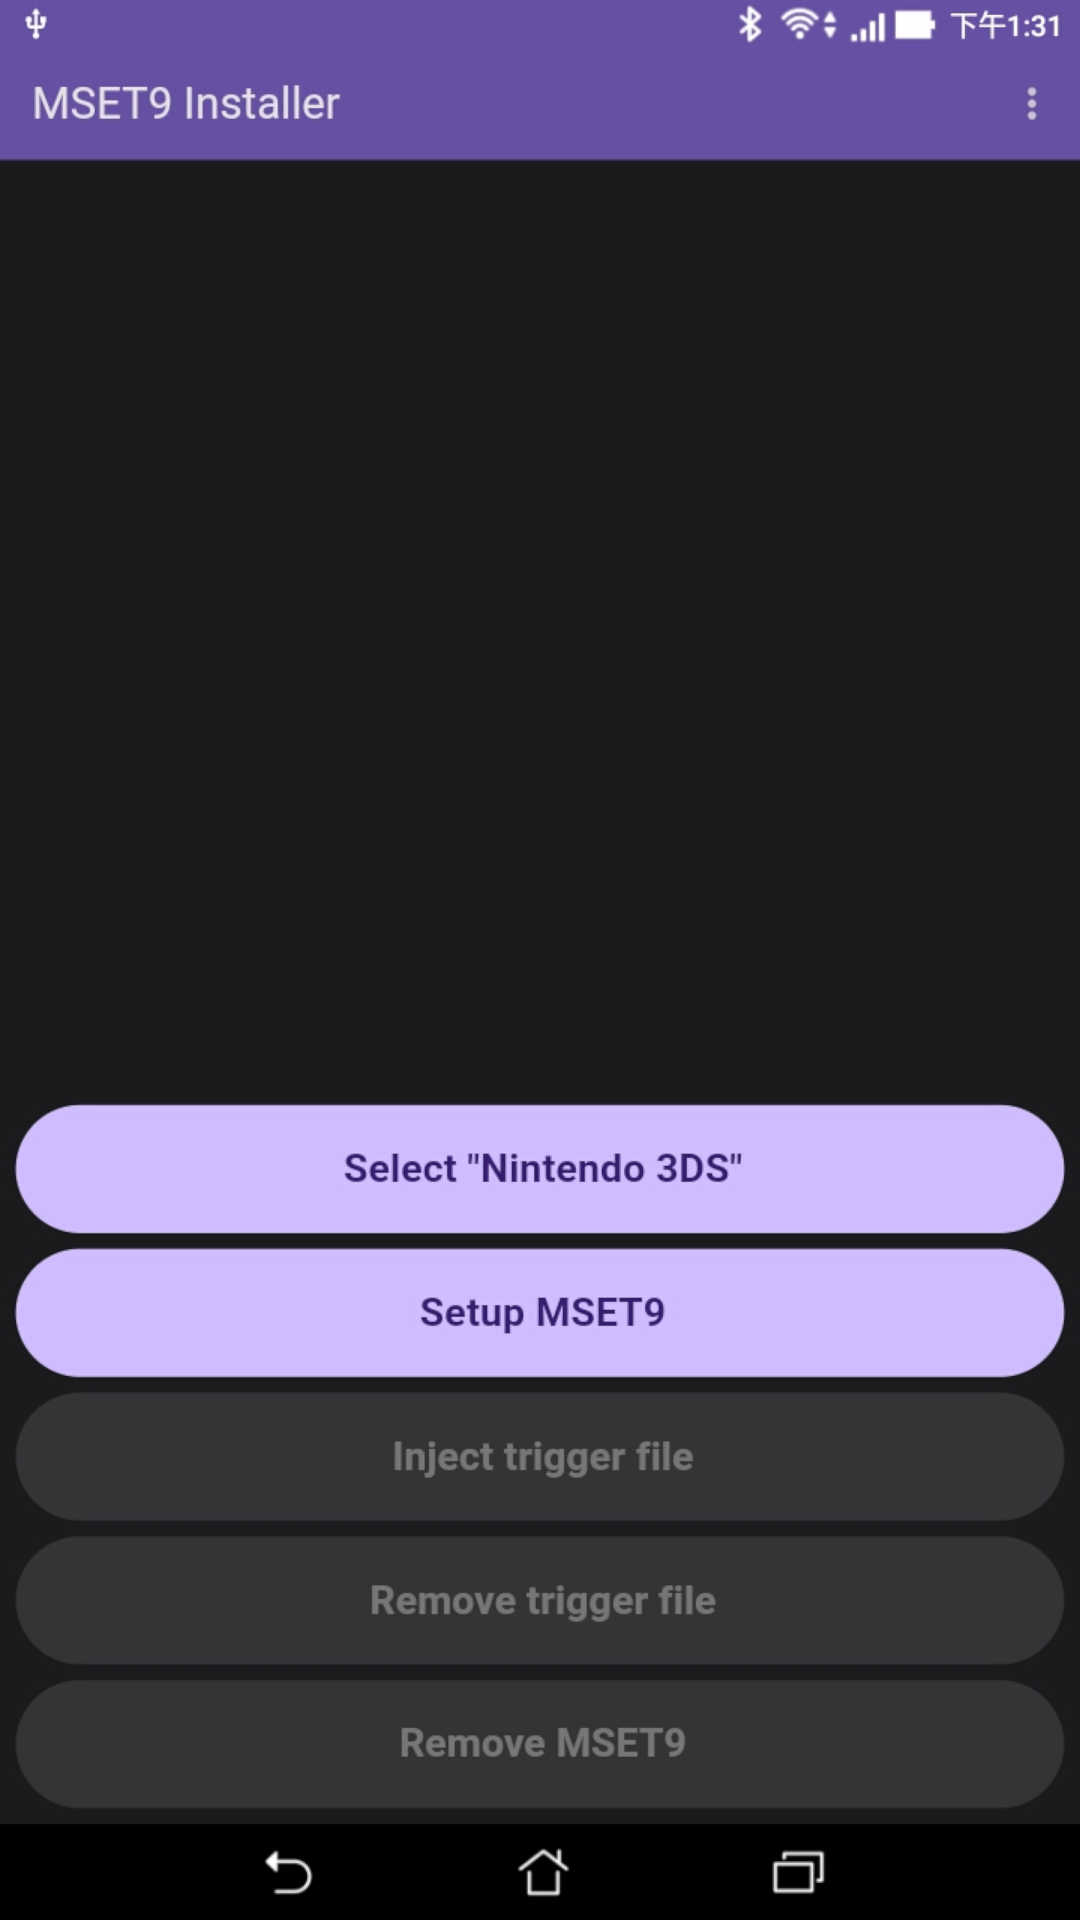 下午1:31
MSET9 Installer
Select "Nintendo 3DS"
Setup MSET9
Inject trigger file
Remove trigger file
Remove MSET9